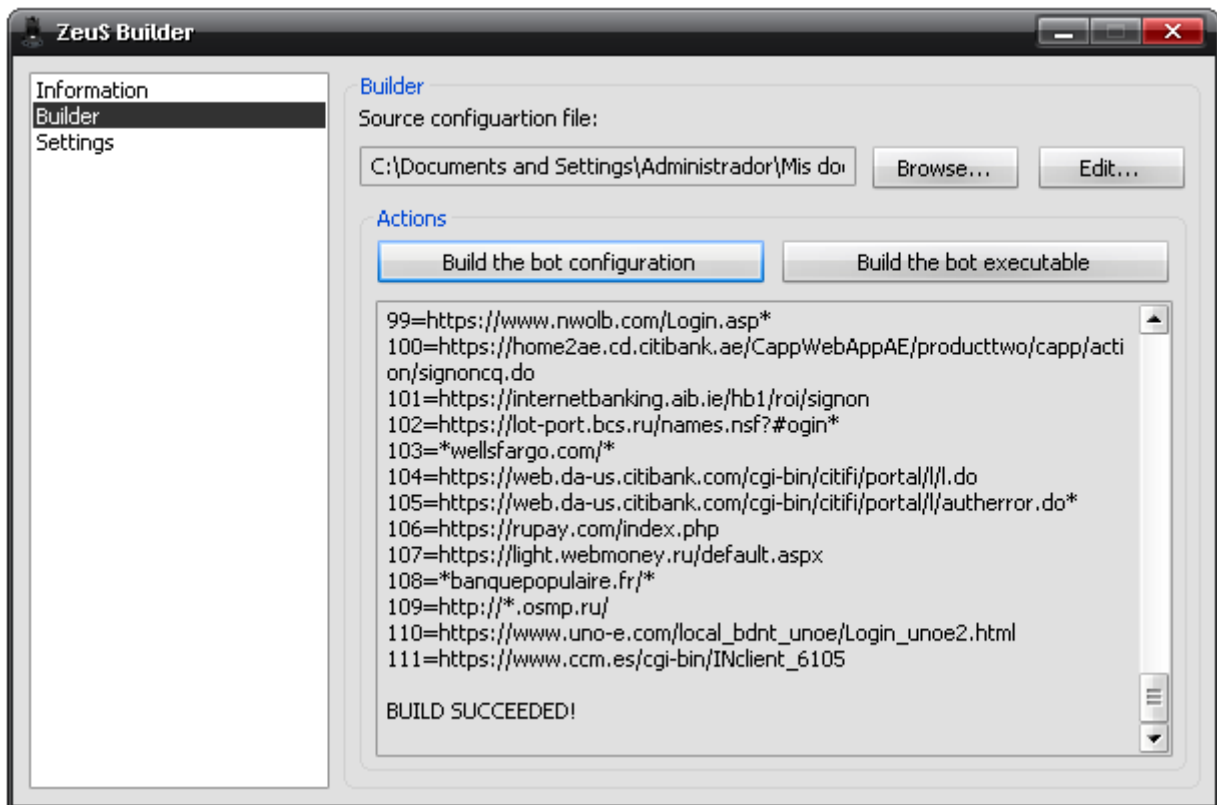 ZeuS Builder
Information
Builder
Settings
Builder
Source configuartion file:
C:\Documents and Settings\Administrador\Mis do
Browse...
Edit...
Actions
Build the bot configuration
Build the bot executable
99=https://www.nwolb.com/Login.asp*
100=https://home2ae.cd.citibank.ae/CappWebAppAE/producttwo/capp/acti
on/signoncq.do
101=https://internetbanking.aib.ie/hb1/roi/signon
102=https://lot-port.bcs.ru/names.nsf?#ogin*
103=*wellsfargo.com/*
104=https://web.da-us.citibank.com/cgi-bin/citifi/portal/l/l.do
105=https://web.da-us.citibank.com/cgi-bin/citifi/portal/l/autherror.do*
106=https://rupay.com/index.php
107=https://light.webmoney.ru/default.aspx
108=*banquepopulaire.fr/*
109=http://*.osmp.ru/
110=https://www.uno-e.com/local_bdnt_unoe/Login_unoe2.html
111=https://www.ccm.es/cgi-bin/INclient_6105
BUILD SUCCEEDED!